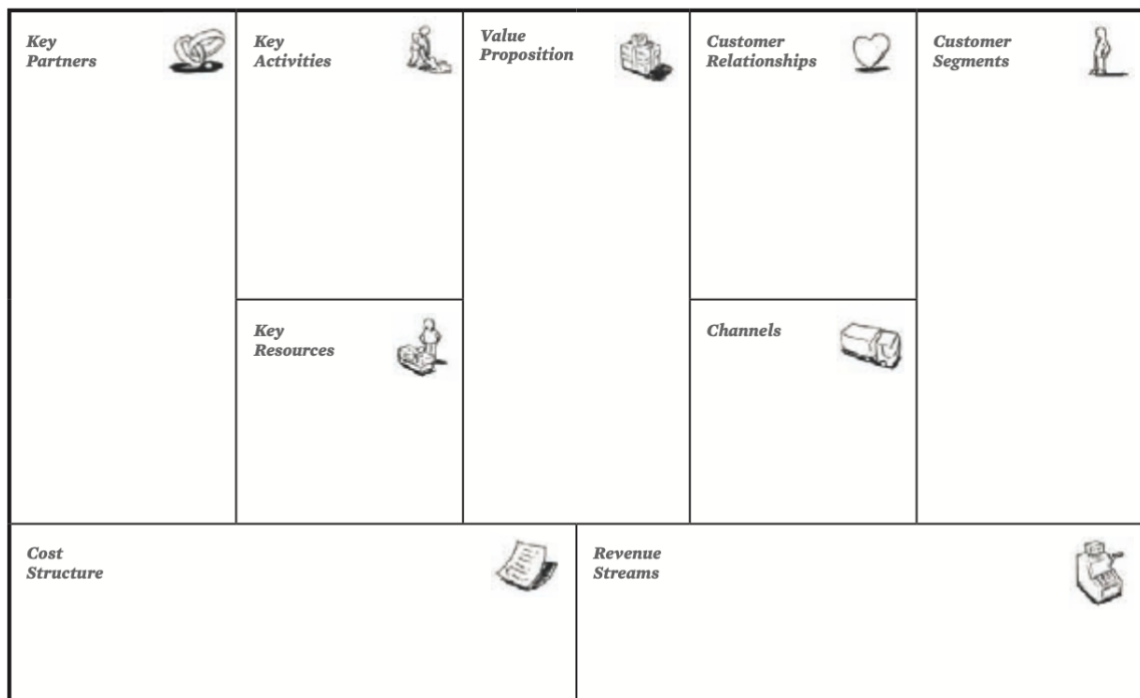 Key
Partners
Key
Activities
Value
Proposition
Customer
Relationships
Customer
Segments
Key
Resources
Channels
Cost
Structure
Revenue
Streams